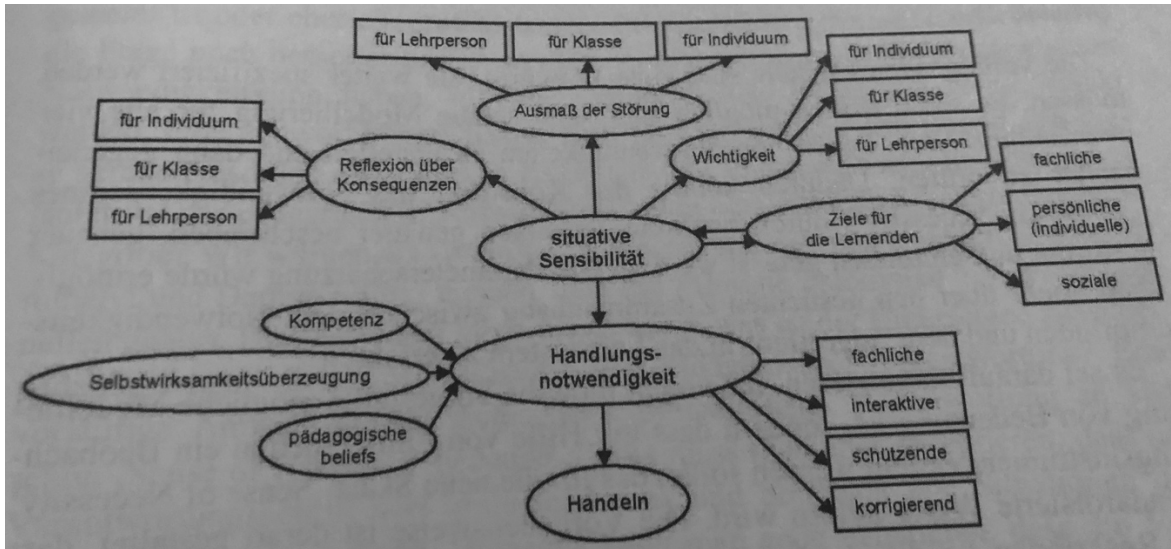 für Lehrperson
für Klasse
für Individuum
Ausmaß der Störung
für Individuum
für Klasse
für Lehrperson
Wichtigkeit
für Individuum
für Klasse
für Lehrperson
Reflexion über
Konsequenzen
fachliche
persönliche
(individuelle)
soziale
Ziele für
die Lernenden
situative
Sensibilität
Kompetenz
Selbstwirksamkeitsüberzeugung
pädagogische
beliefs
Handlungs-
notwendigkeit
fachliche
interaktive
schützende
korrigierend
Handeln